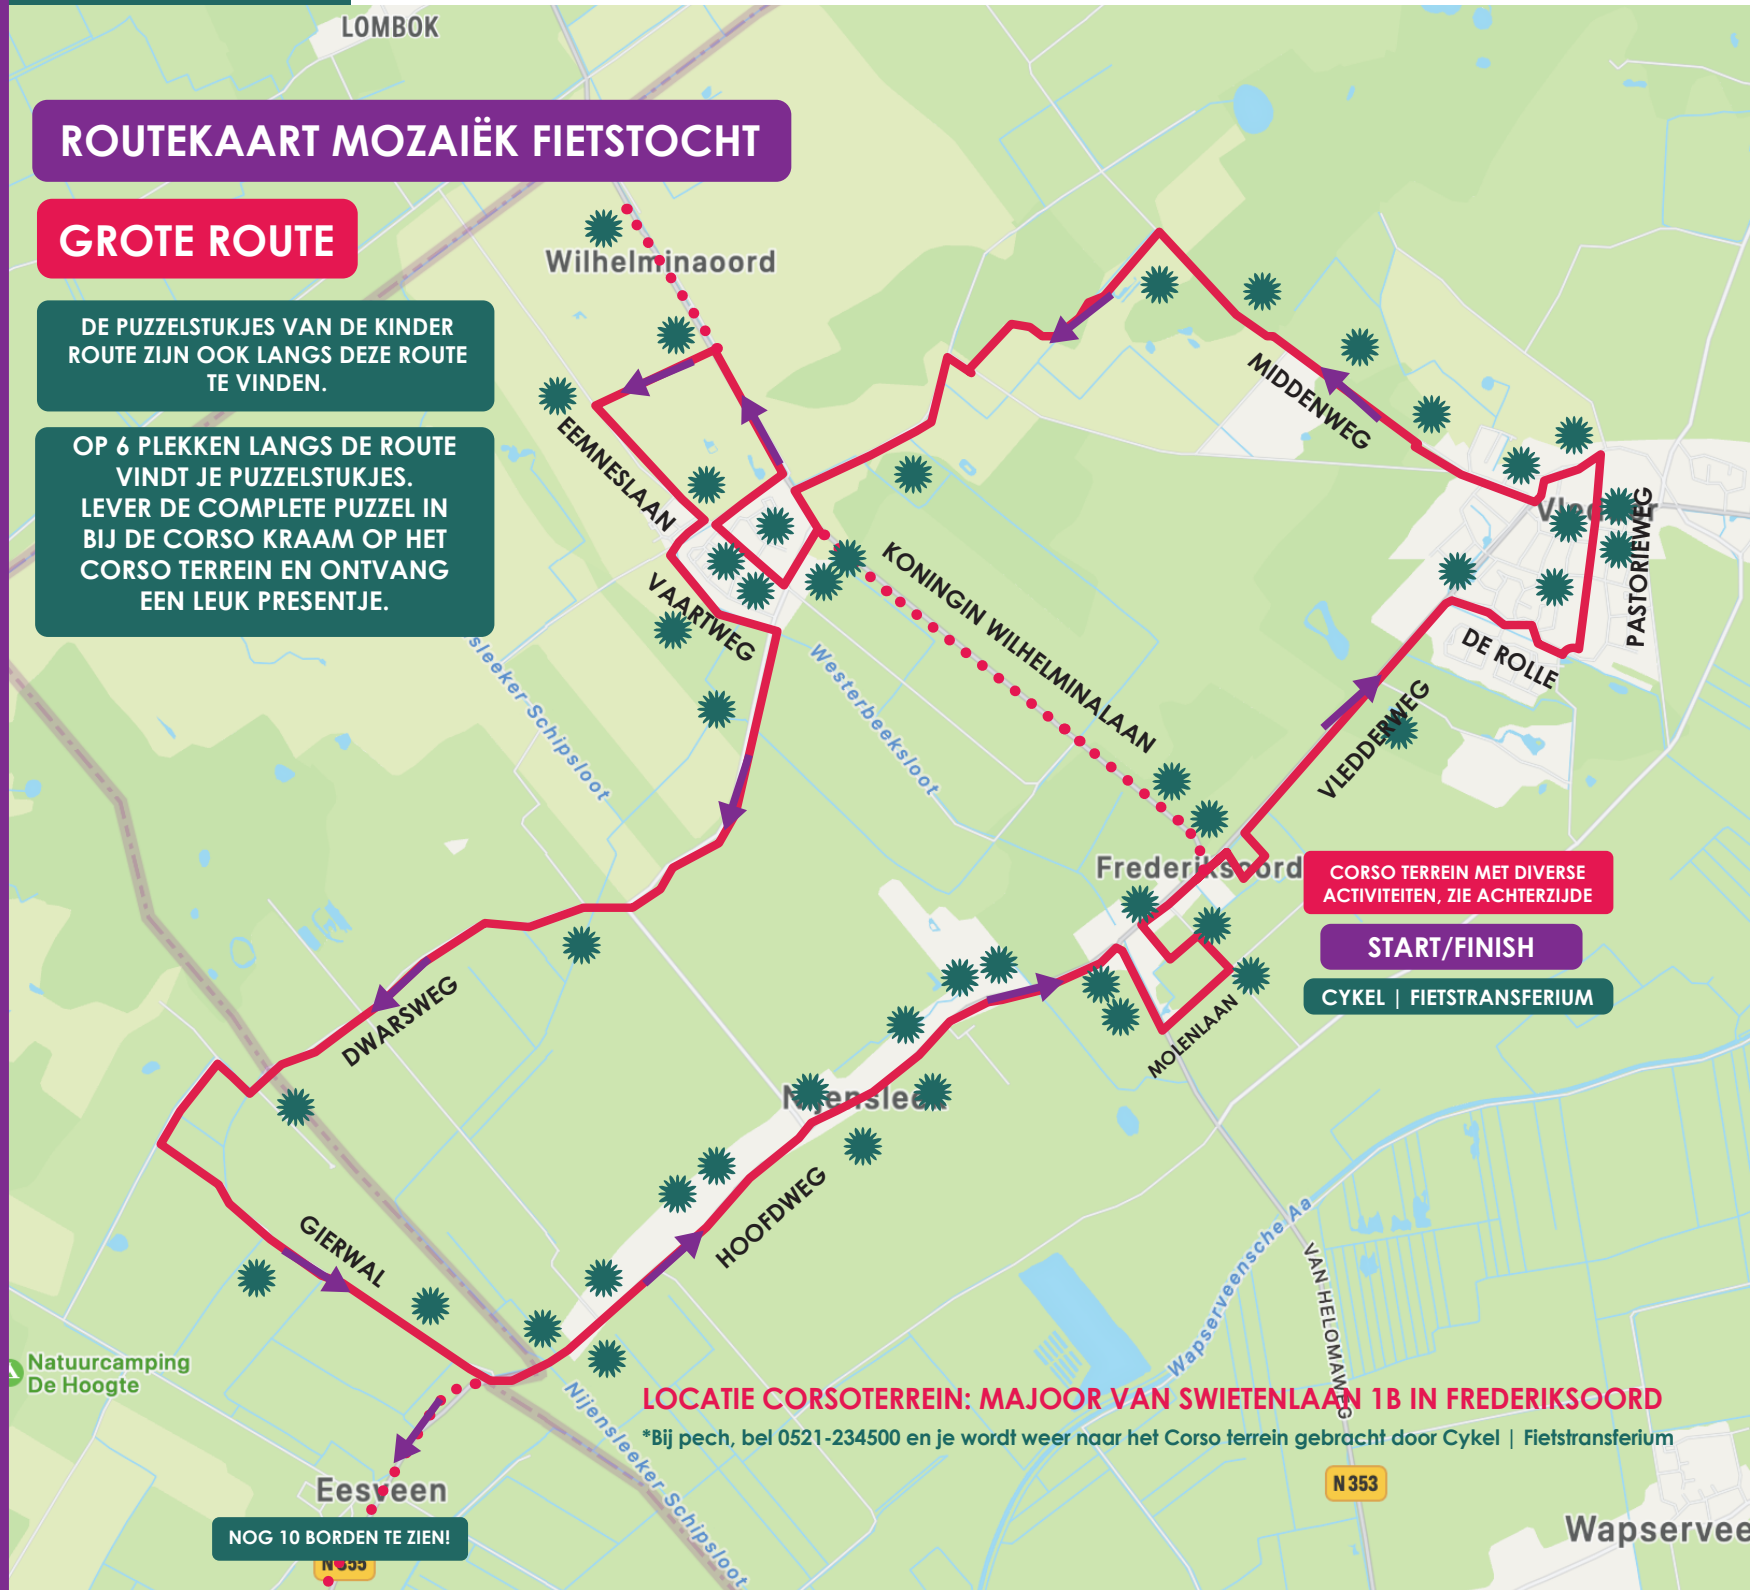 LOMBOK
ROUTEKAART MOZAIËK FIETSTOCHT
GROTE ROUTE
Wilhelminaoord
DE PUZZELSTUKJES VAN DE KINDER
ROUTE ZIJN OOK LANGS DEZE ROUTE
TE VINDEN.
OP 6 PLEKKEN LANGS DE ROUTE
VINDT JE PUZZELSTUKJES.
LEVER DE COMPLETE PUZZEL IN
BIJ DE CORSO KRAAM OP HET
CORSO TERREIN EN ONTVANG
EEN LEUK PRESENTJE.
MIDDENWEG
EEMNESLAAN
VAARTWEG
KONINGIN WILHELMINALAAN
PASTORIEWEG
DE ROLLE
VLEDDERWEG
sleeker Schipsloot
Westerbeeksloot
Frederiksoord
CORSO TERREIN MET DIVERSE
ACTIVITEITEN, ZIE ACHTERZIJDE
START/FINISH
CYKEL | FIETSTRANSFERIUM
DWARSWEG
MOLENLAAN
Nijensleek
HOOFDWEG
GIERWAL
Wapserveensche Aa
VAN HELOMAWEG
Natuurcamping
De Hoogte
LOCATIE CORSOTERREIN: MAJOOR VAN SWIETENLAAN 1B IN FREDERIKSOORD
*Bij pech, bel 0521-234500 en je wordt weer naar het Corso terrein gebracht door Cykel | Fietstransferium
Nijensleeker Schipsloot
Eesveen
N 353
NOG 10 BORDEN TE ZIEN!
N 355
Wapservee